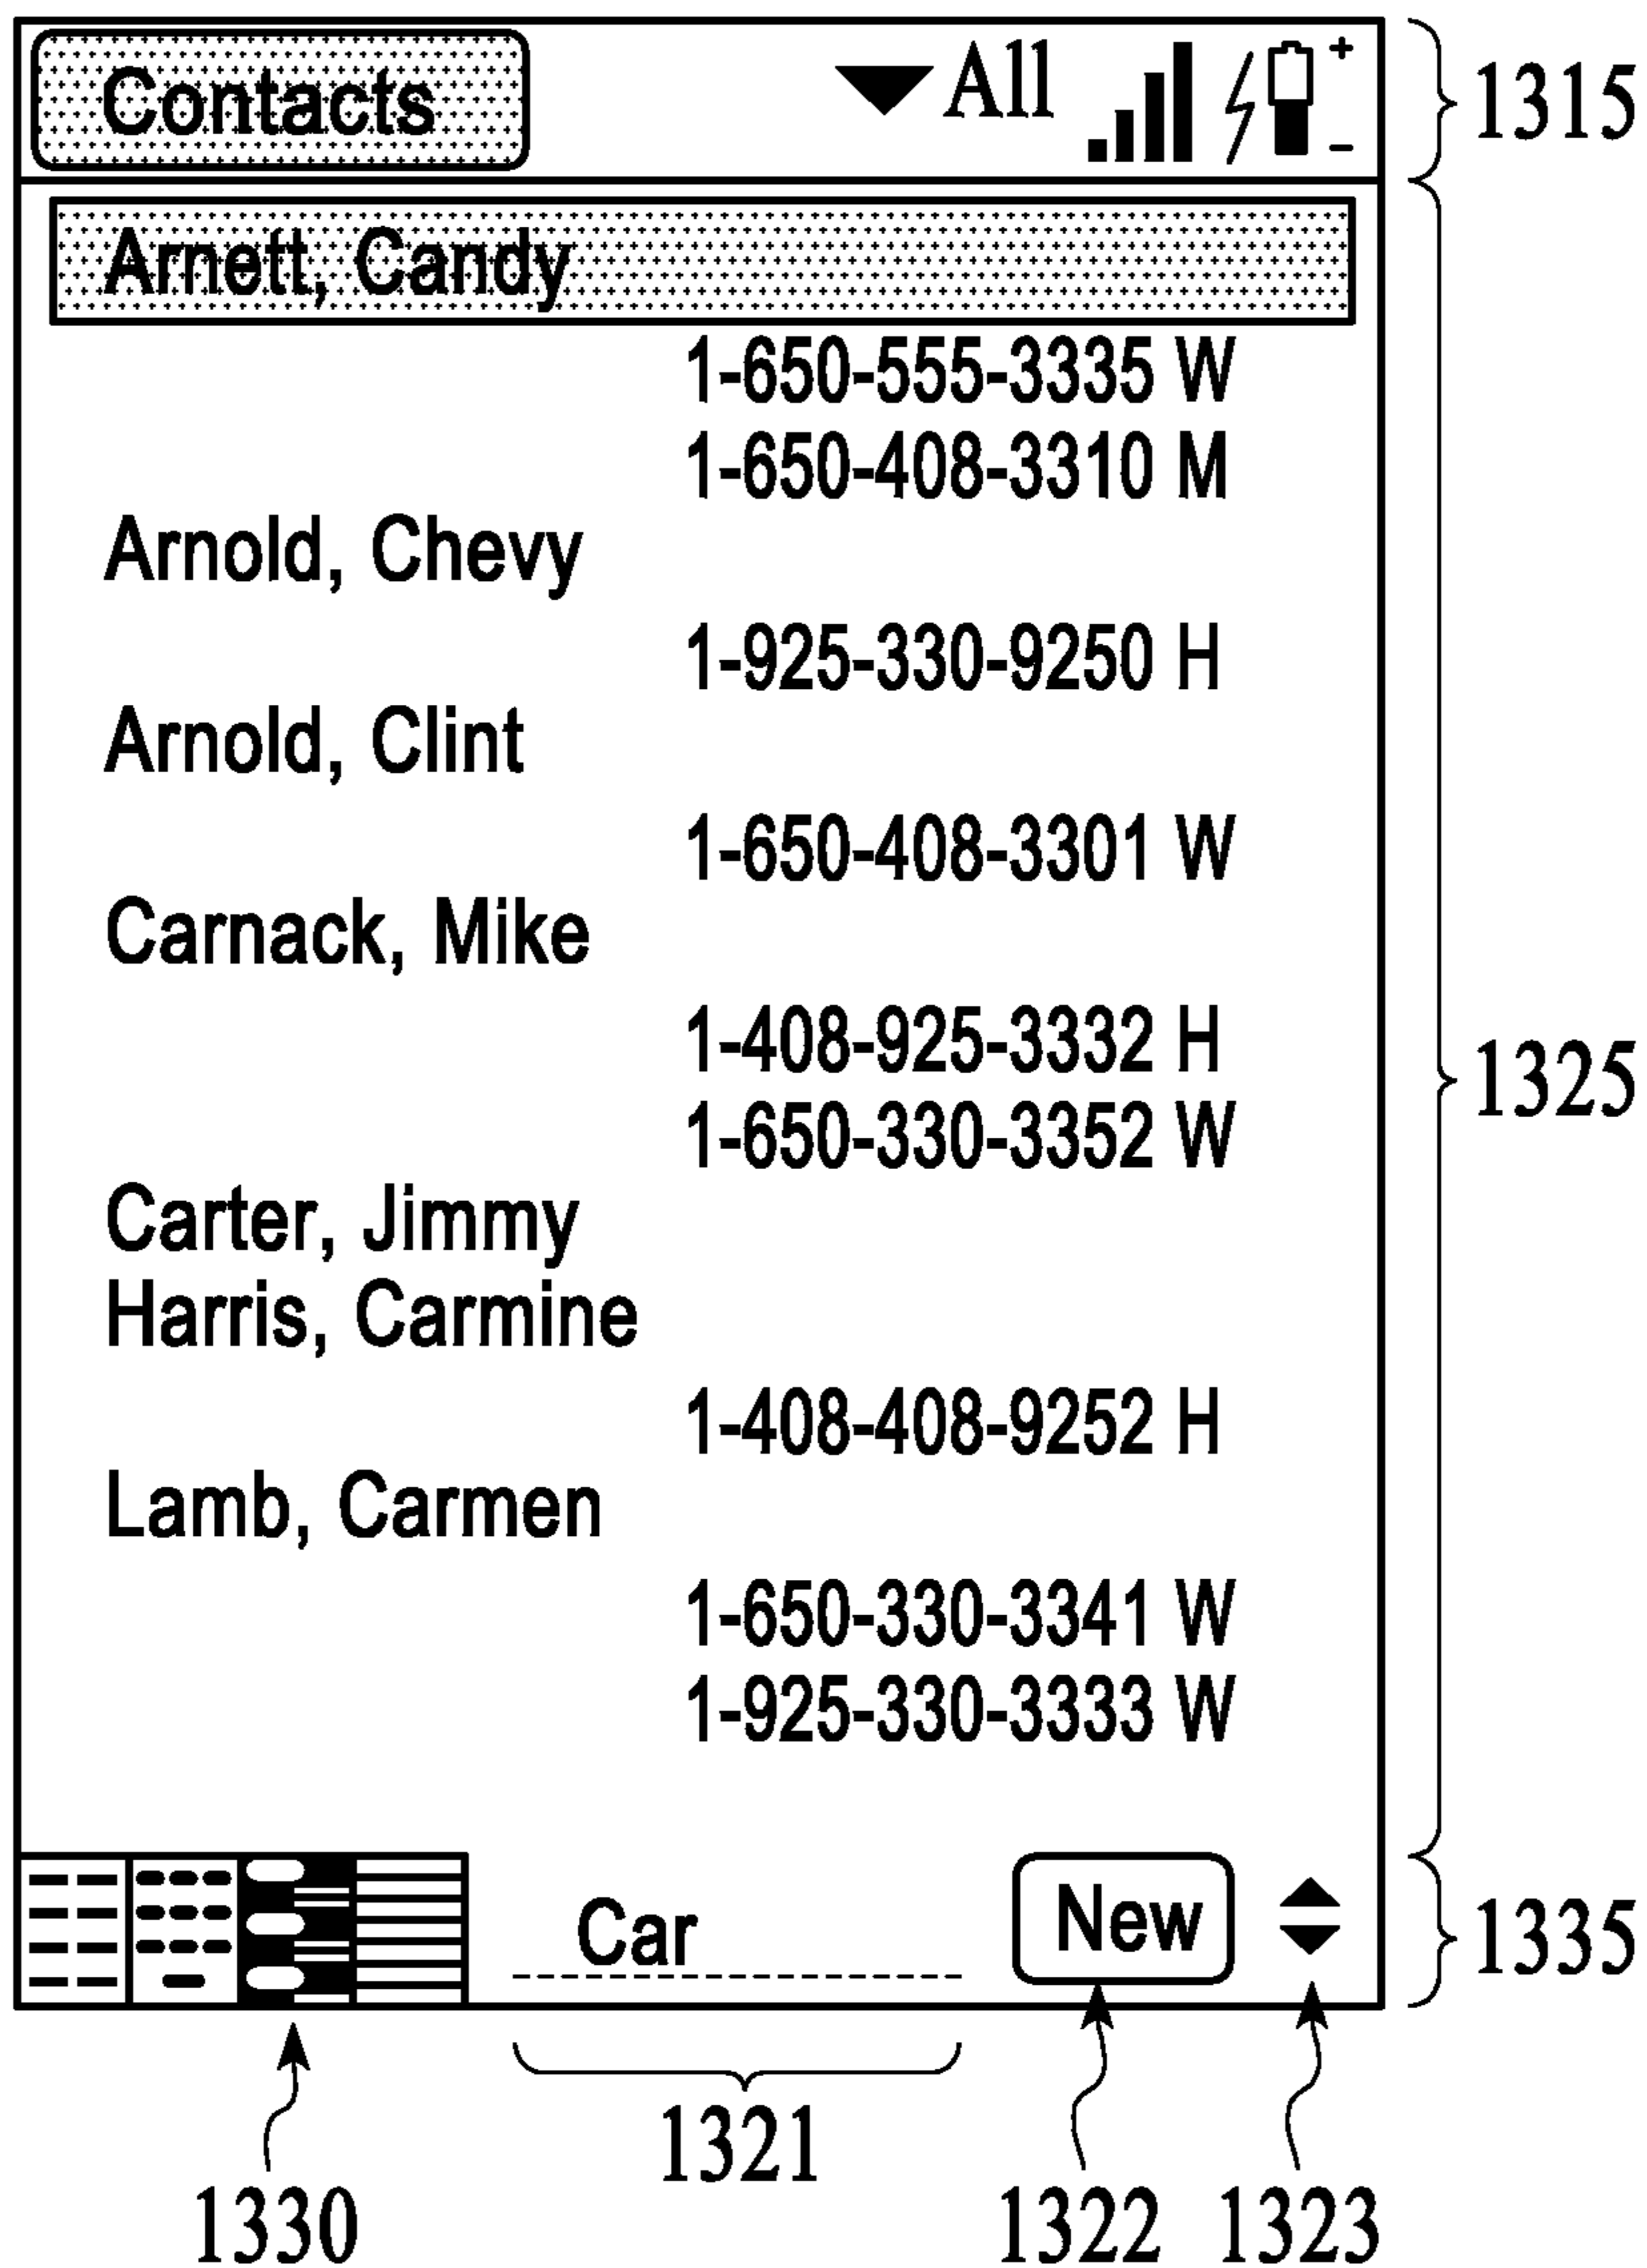 Contacts All 1315
Arnett, Candy
1-650-555-3335 W
1-650-408-3310 M
Arnold, Chevy
1-925-330-9250 H
Arnold, Clint
1-650-408-3301 W
Carnack, Mike
1-408-925-3332 H
1325
1-650-330-3352 W
Carter, Jimmy
Harris, Carmine
1-408-408-9252 H
Lamb, Carmen
1-650-330-3341 W
1-925-330-3333 W
Car New 1335
1321
1330 1322 1323